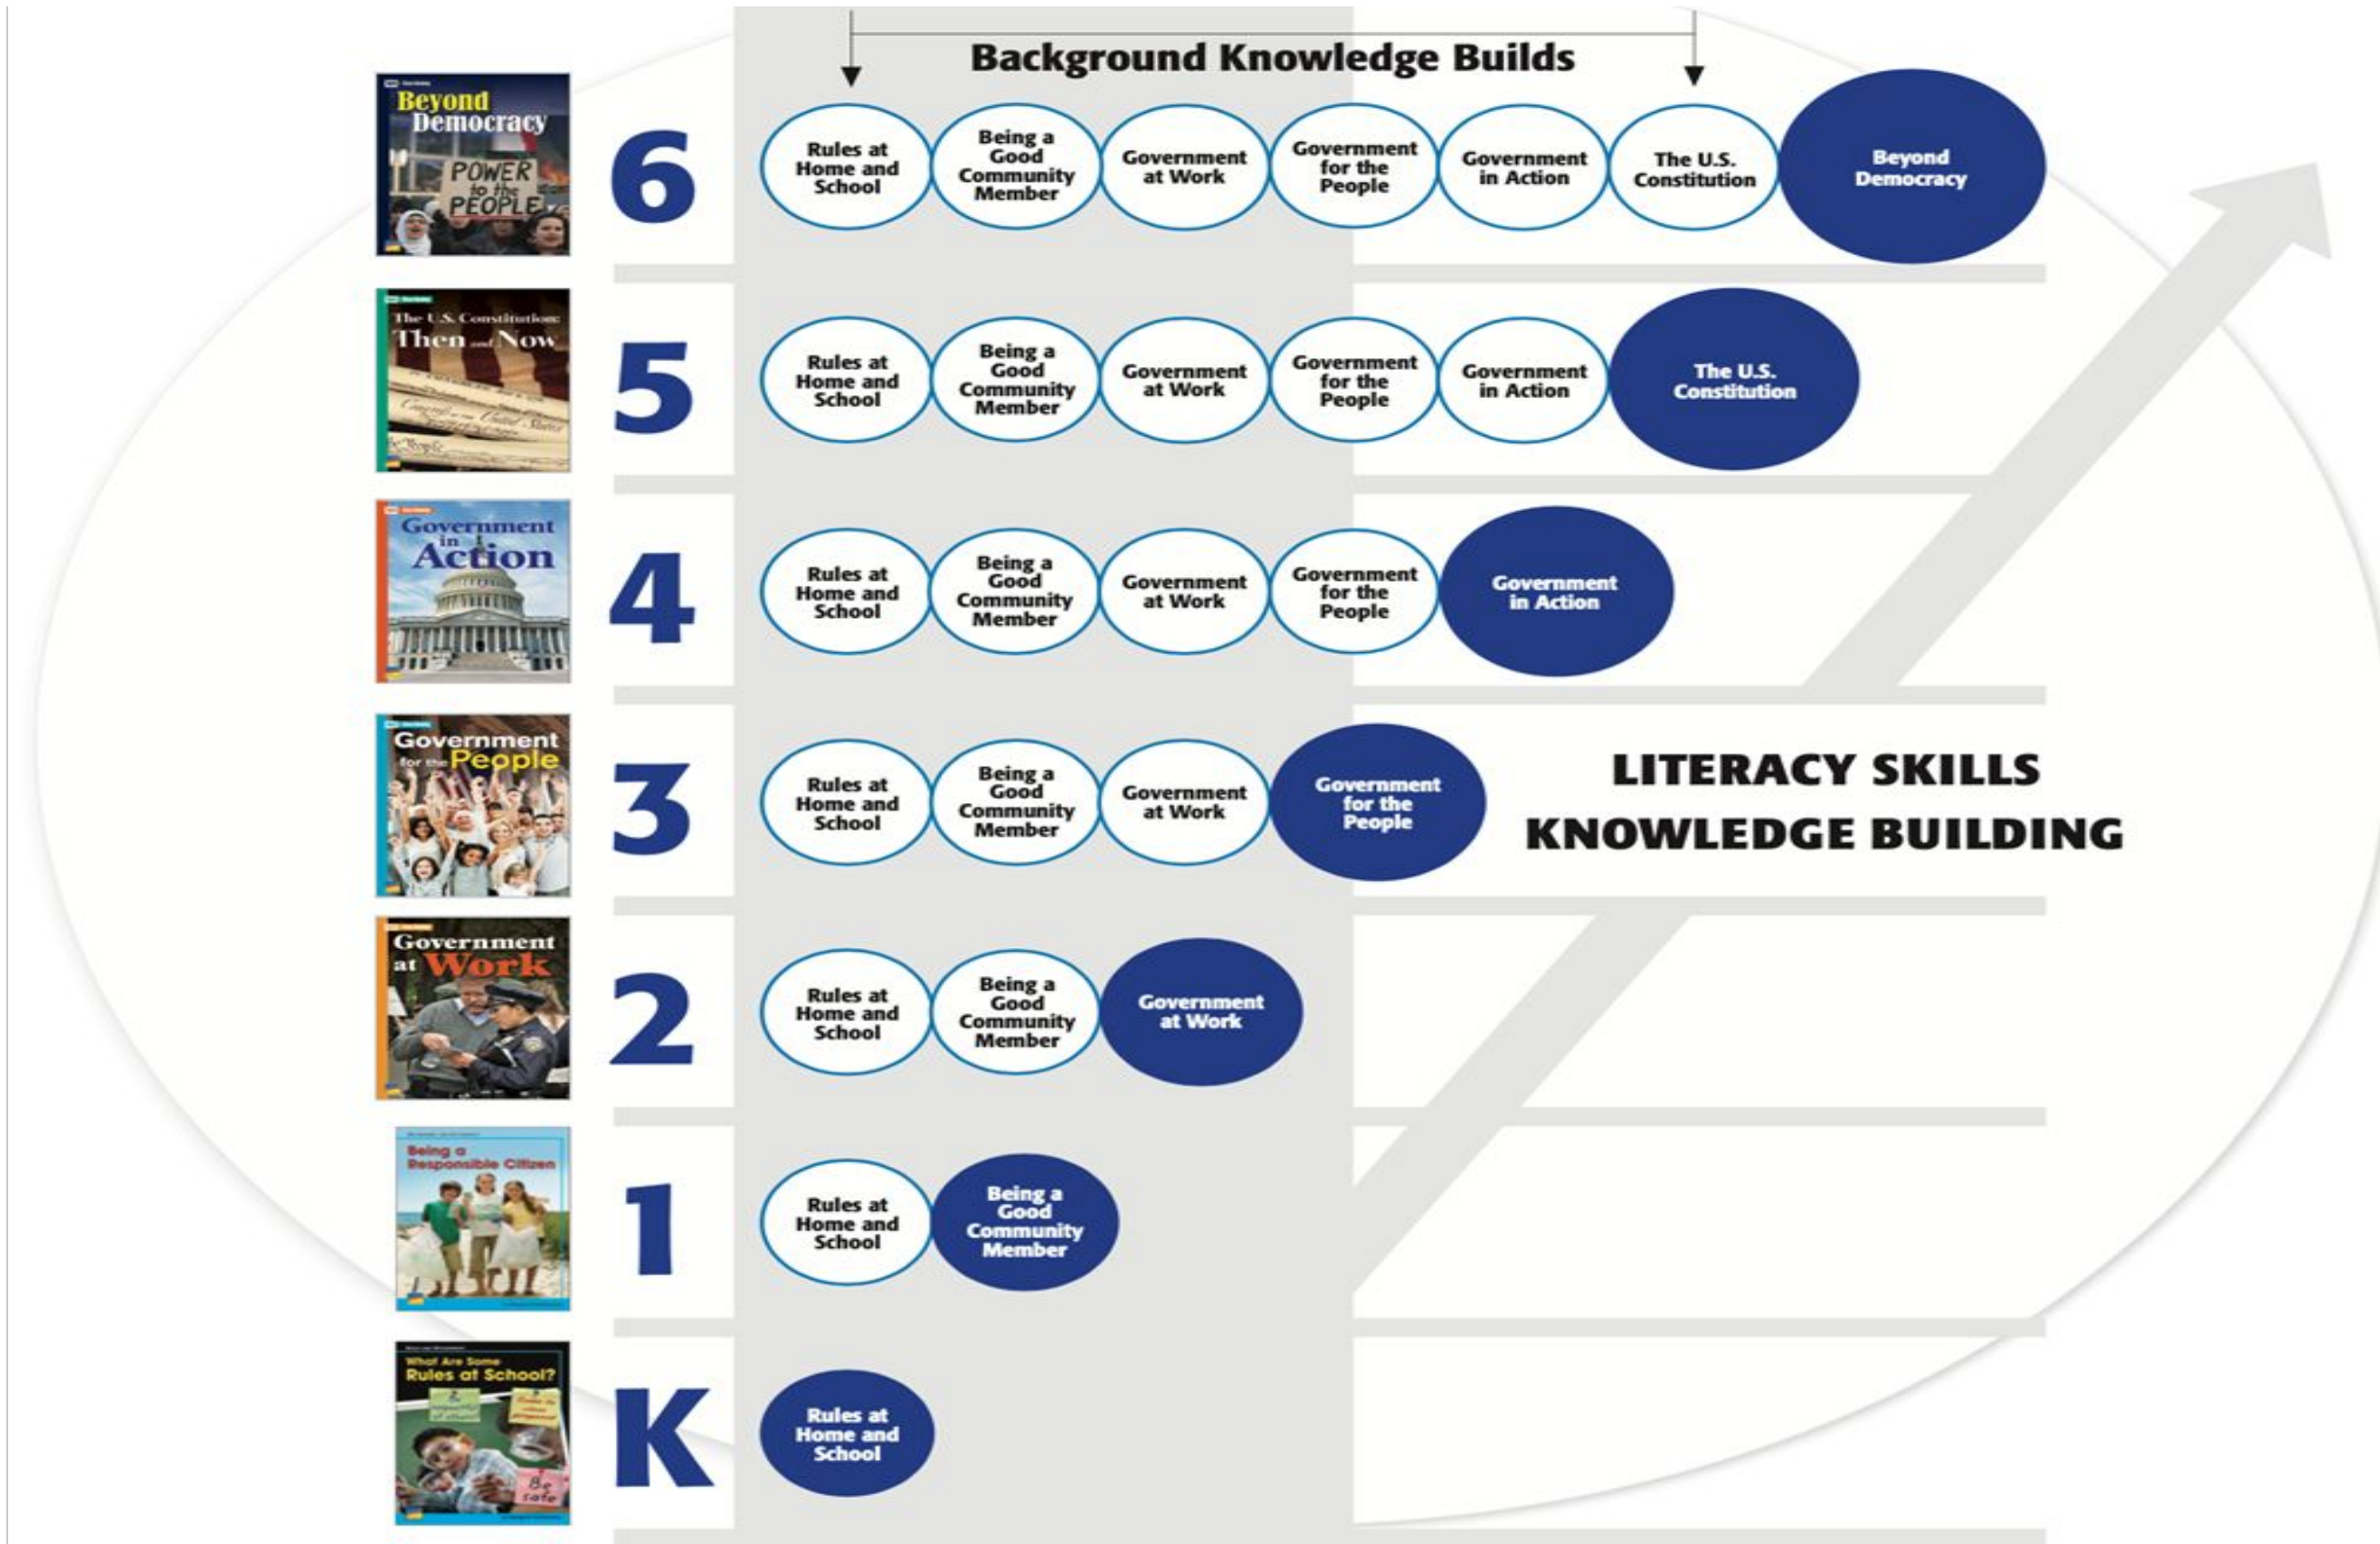 Background Knowledge Builds
Beyond
Democracy
POWER
to the
PEOPLE
6
Rules at
Home and
School
Being a
Good
Community
Member
Government
at Work
Government
for the
People
Government
in Action
The U.S.
Constitution
Beyond
Democracy
The U.S. Constitution:
Then and Now
5
Rules at
Home and
School
Being a
Good
Community
Member
Government
at Work
Government
for the
People
Government
in Action
The U.S.
Constitution
Government
in
Action
4
Rules at
Home and
School
Being a
Good
Community
Member
Government
at Work
Government
for the
People
Government
in Action
Government
for the People
3
Rules at
Home and
School
Being a
Good
Community
Member
Government
at Work
Government
for the
People
LITERACY SKILLS
KNOWLEDGE BUILDING
Government
at Work
2
Rules at
Home and
School
Being a
Good
Community
Member
Government
at Work
Being a
Responsible Citizen
1
Rules at
Home and
School
Being a
Good
Community
Member
What Are Some
Rules at School?
Be
safe
K
Rules at
Home and
School